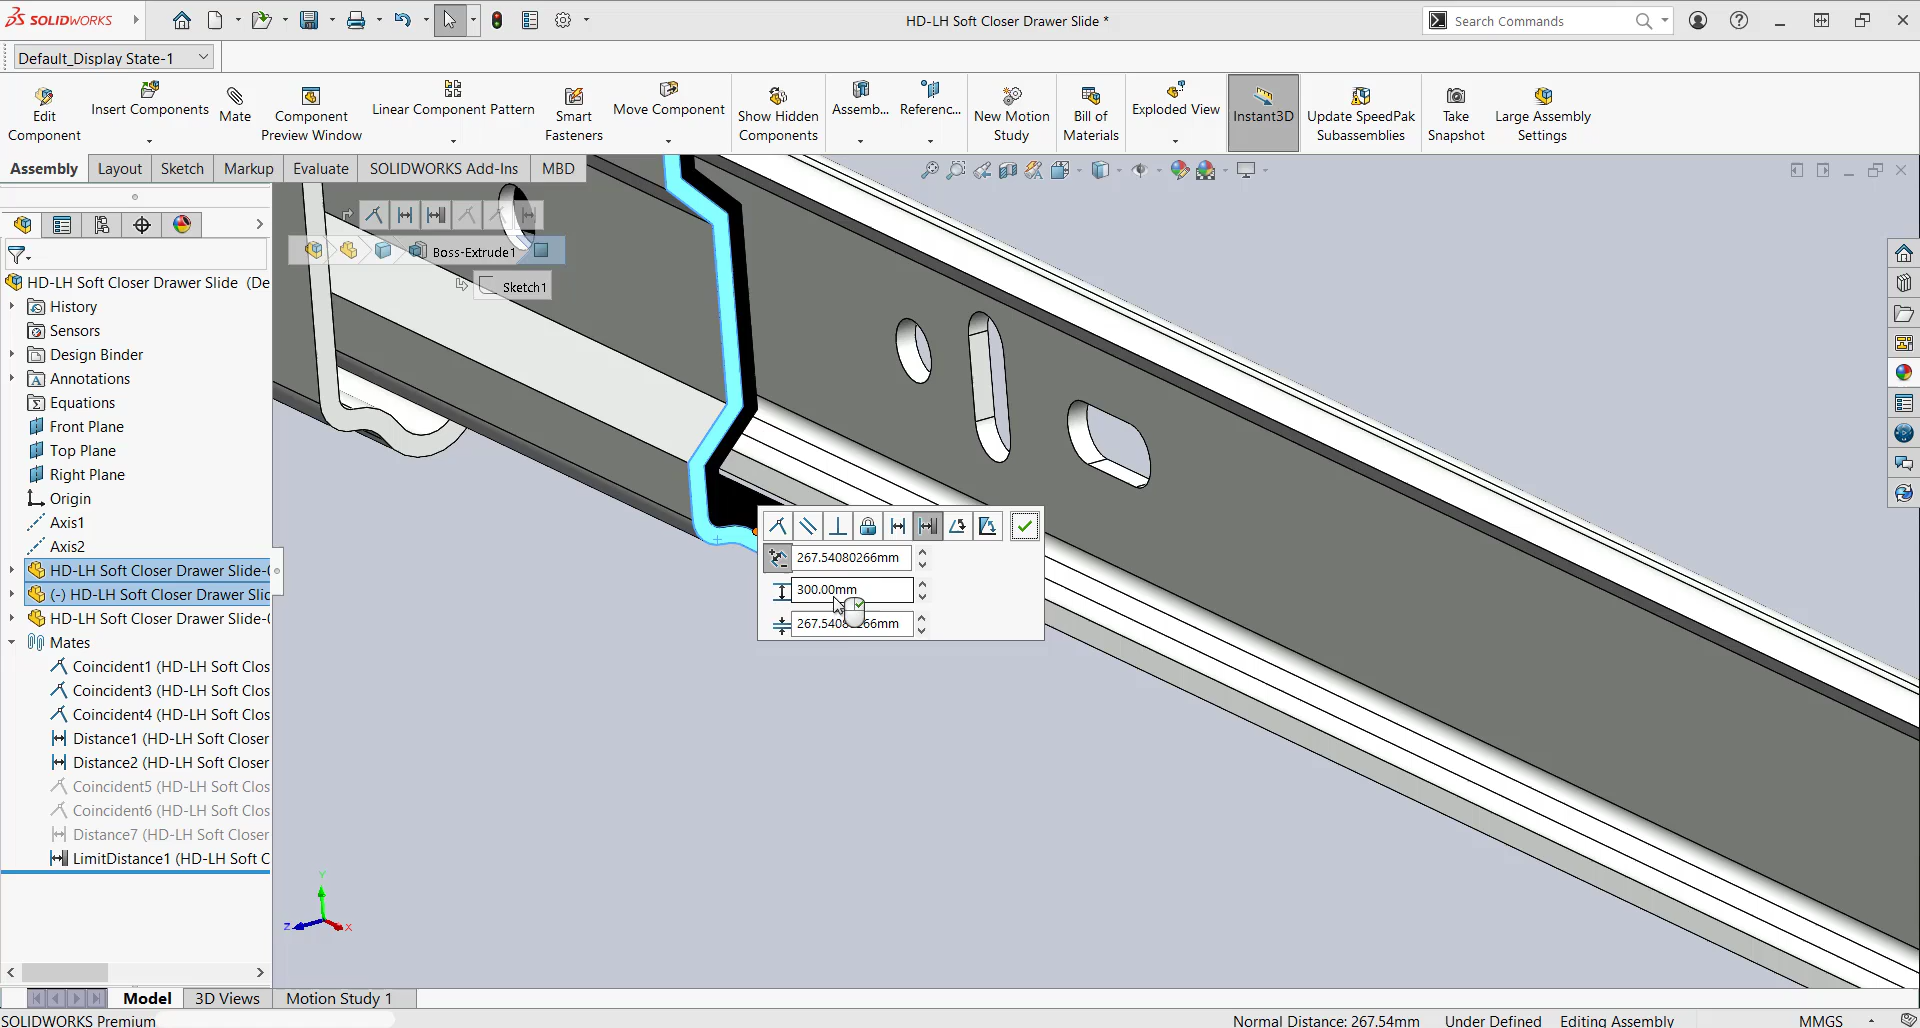 SOLIDWORKS
HD-LH Soft Closer Drawer Slide *
Search Commands
Default_Display State-1
Edit Component
Insert Components
Mate
Component Preview Window
Linear Component Pattern
Smart Fasteners
Move Component
Show Hidden Components
Assemb...
Referenc...
New Motion Study
Bill of Materials
Exploded View
Instant3D
Update SpeedPak Subassemblies
Take Snapshot
Large Assembly Settings
Assembly
Layout
Sketch
Markup
Evaluate
SOLIDWORKS Add-Ins
MBD
Boss-Extrude1
Sketch1
HD-LH Soft Closer Drawer Slide (De
History
Sensors
Design Binder
Annotations
Equations
Front Plane
Top Plane
Right Plane
Origin
Axis1
Axis2
HD-LH Soft Closer Drawer Slide-(
(-) HD-LH Soft Closer Drawer Slid
HD-LH Soft Closer Drawer Slide-(
Mates
Coincident1 (HD-LH Soft Clos
Coincident3 (HD-LH Soft Clos
Coincident4 (HD-LH Soft Clos
Distance1 (HD-LH Soft Closer
Distance2 (HD-LH Soft Closer
Coincident5 (HD-LH Soft Clos
Coincident6 (HD-LH Soft Clos
Distance7 (HD-LH Soft Closer
LimitDistance1 (HD-LH Soft C
267.54080266mm
300.00mm
Y
Z
X
Model
3D Views
Motion Study 1
SOLIDWORKS Premium
Normal Distance: 267.54mm
Under Defined
Editing Assembly
MMGS